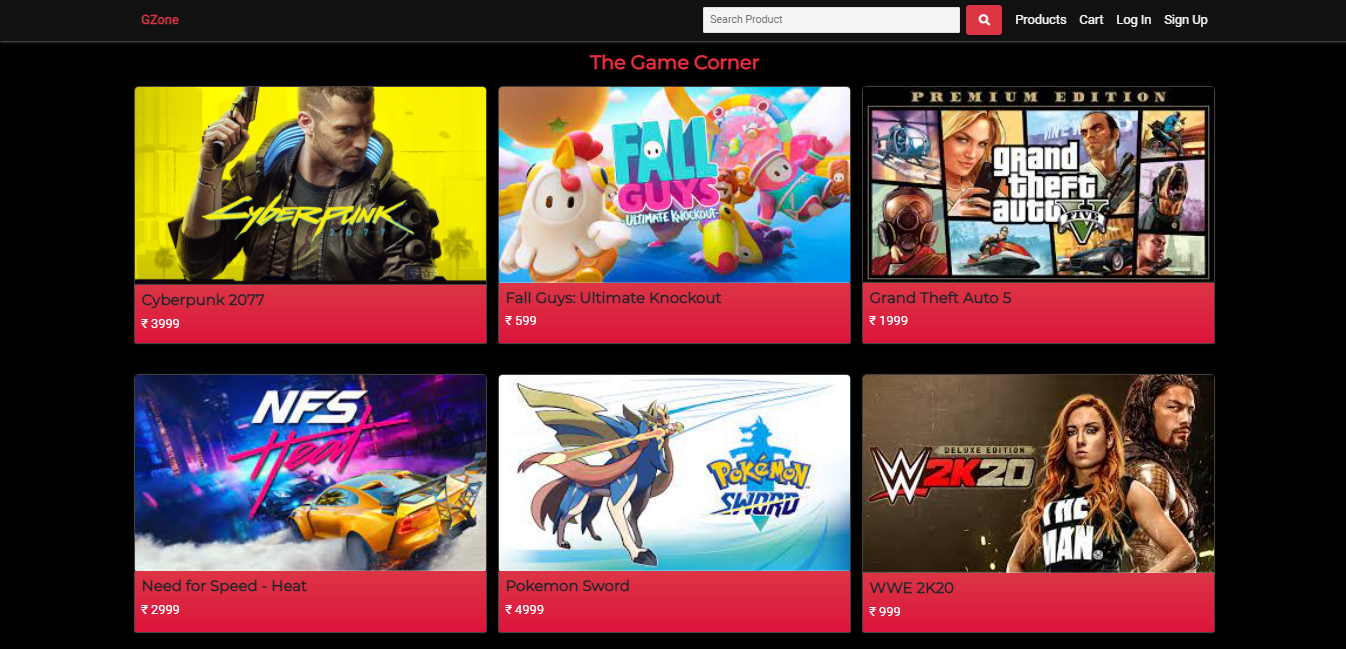 GZone
Search Product
Products Cart Log In Sign Up
The Game Corner
CYBERPUNK
2077
Cyberpunk 2077
₹ 3999
FALL
GUYS
ULTIMATE KNOCKOUT
Fall Guys: Ultimate Knockout
₹ 599
PREMIUM EDITION
grand
theft
auto V
FIVE
Grand Theft Auto 5
₹ 1999
NFS
Heat
Need for Speed - Heat
₹ 2999
POKéMON
SWORD
Pokemon Sword
₹ 4999
DELUXE EDITION
W 2K20
THE
MAN
WWE 2K20
₹ 999